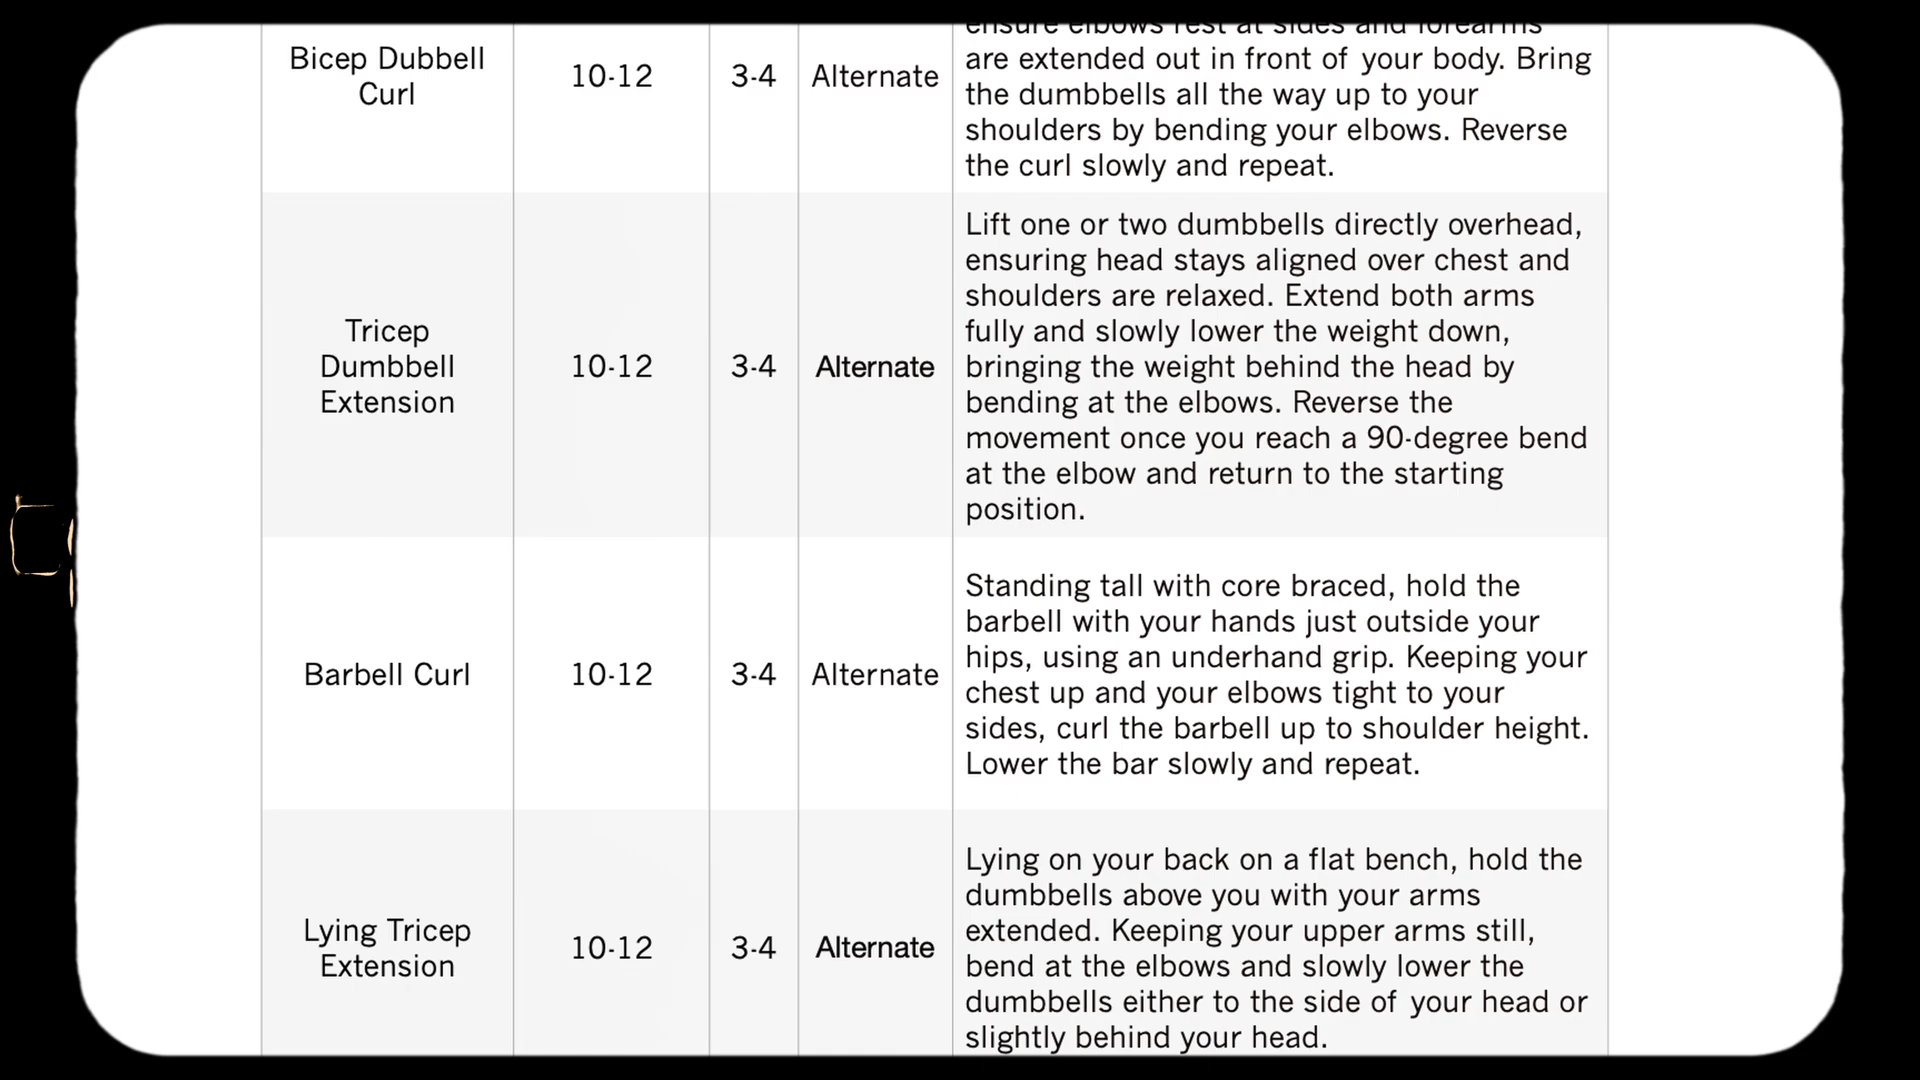 ensure elbows rest at sides and forearms
Bicep Dubbell
Curl
10-12
3-4
Alternate
are extended out in front of your body. Bring
the dumbbells all the way up to your
shoulders by bending your elbows. Reverse
the curl slowly and repeat.
Tricep
Dumbbell
Extension
10-12
3-4
Alternate
Lift one or two dumbbells directly overhead,
ensuring head stays aligned over chest and
shoulders are relaxed. Extend both arms
fully and slowly lower the weight down,
bringing the weight behind the head by
bending at the elbows. Reverse the
movement once you reach a 90-degree bend
at the elbow and return to the starting
position.
Barbell Curl
10-12
3-4
Alternate
Standing tall with core braced, hold the
barbell with your hands just outside your
hips, using an underhand grip. Keeping your
chest up and your elbows tight to your
sides, curl the barbell up to shoulder height.
Lower the bar slowly and repeat.
Lying Tricep
Extension
10-12
3-4
Alternate
Lying on your back on a flat bench, hold the
dumbbells above you with your arms
extended. Keeping your upper arms still,
bend at the elbows and slowly lower the
dumbbells either to the side of your head or
slightly behind your head.